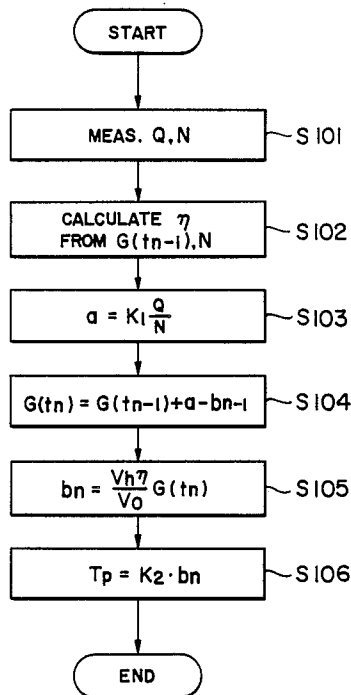 START
MEAS. Q, N
S101
CALCULATE η
FROM G(tn-1), N
S102
a = K1 Q/N
S103
G(tn) = G(tn-1) + a - bn-1
S104
bn = Vhη/V0 G(tn)
S105
Tp = K2 · bn
S106
END